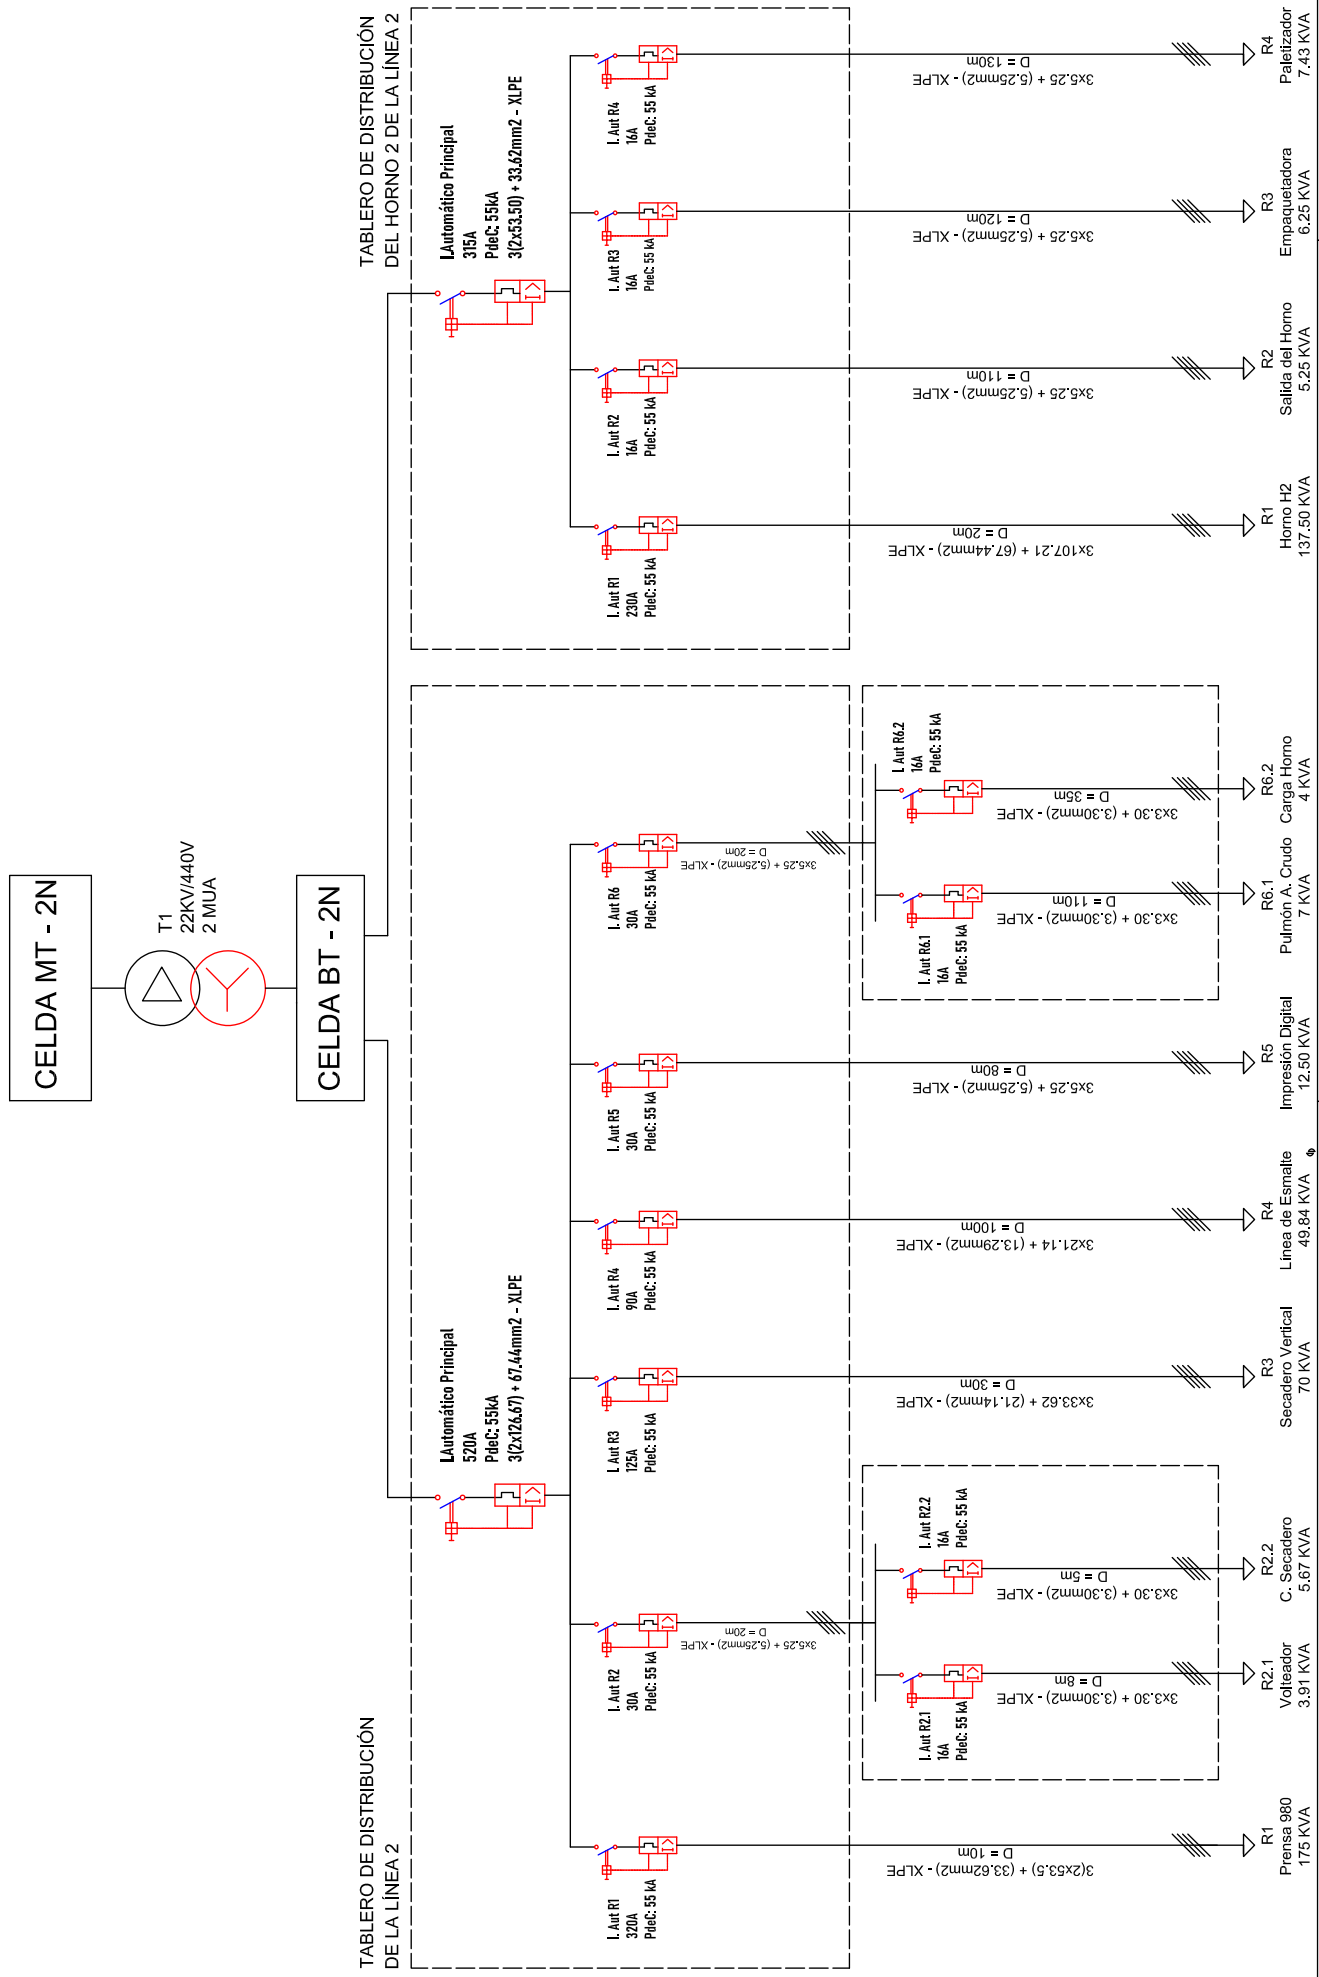 CELDA MT - 2N
T1
22KV/440V
2 MUA
CELDA BT - 2N
TABLERO DE DISTRIBUCIÓN
DE LA LÍNEA 2
I.Automático Principal
520A
PdeC: 55kA
3(2x126.67) + 67.44mm2 - XLPE
I. Aut R1
320A
PdeC: 55 kA
3(2x53.5) + (33.62mm2) - XLPE
D = 10m
R1
Prensa 980
175 KVA
I. Aut R2
30A
PdeC: 55 kA
3x5.25 + (5.25mm2) - XLPE
D = 20m
I. Aut R2.1
16A
PdeC: 55 kA
3x3.30 + (3.30mm2) - XLPE
D = 8m
R2.1
Volteador
3.91 KVA
I. Aut R2.2
16A
PdeC: 55 kA
3x3.30 + (3.30mm2) - XLPE
D = 5m
R2.2
C. Secadero
5.67 KVA
I. Aut R3
125A
PdeC: 55 kA
3x33.62 + (21.14mm2) - XLPE
D = 30m
R3
Secadero Vertical
70 KVA
I. Aut R4
90A
PdeC: 55 kA
3x21.14 + (13.29mm2) - XLPE
D = 100m
R4
Línea de Esmalte
49.84 KVA
I. Aut R5
30A
PdeC: 55 kA
3x5.25 + (5.25mm2) - XLPE
D = 80m
R5
Impresión Digital
12.50 KVA
I. Aut R6
30A
PdeC: 55 kA
3x5.25 + (5.25mm2) - XLPE
D = 20m
I. Aut R6.1
16A
PdeC: 55 kA
3x3.30 + (3.30mm2) - XLPE
D = 110m
R6.1
Pulmón A. Crudo
7 KVA
I. Aut R6.2
16A
PdeC: 55 kA
3x3.30 + (3.30mm2) - XLPE
D = 35m
R6.2
Carga Horno
4 KVA
TABLERO DE DISTRIBUCIÓN
DEL HORNO 2 DE LA LÍNEA 2
I.Automático Principal
315A
PdeC: 55kA
3(2x53.50) + 33.62mm2 - XLPE
I. Aut R1
230A
PdeC: 55 kA
3x107.21 + (67.44mm2) - XLPE
D = 20m
R1
Horno H2
137.50 KVA
I. Aut R2
16A
PdeC: 55 kA
3x5.25 + (5.25mm2) - XLPE
D = 110m
R2
Salida del Horno
5.25 KVA
I. Aut R3
16A
PdeC: 55 kA
3x5.25 + (5.25mm2) - XLPE
D = 120m
R3
Empaquetadora
6.25 KVA
I. Aut R4
16A
PdeC: 55 kA
3x5.25 + (5.25mm2) - XLPE
D = 130m
R4
Paletizador
7.43 KVA